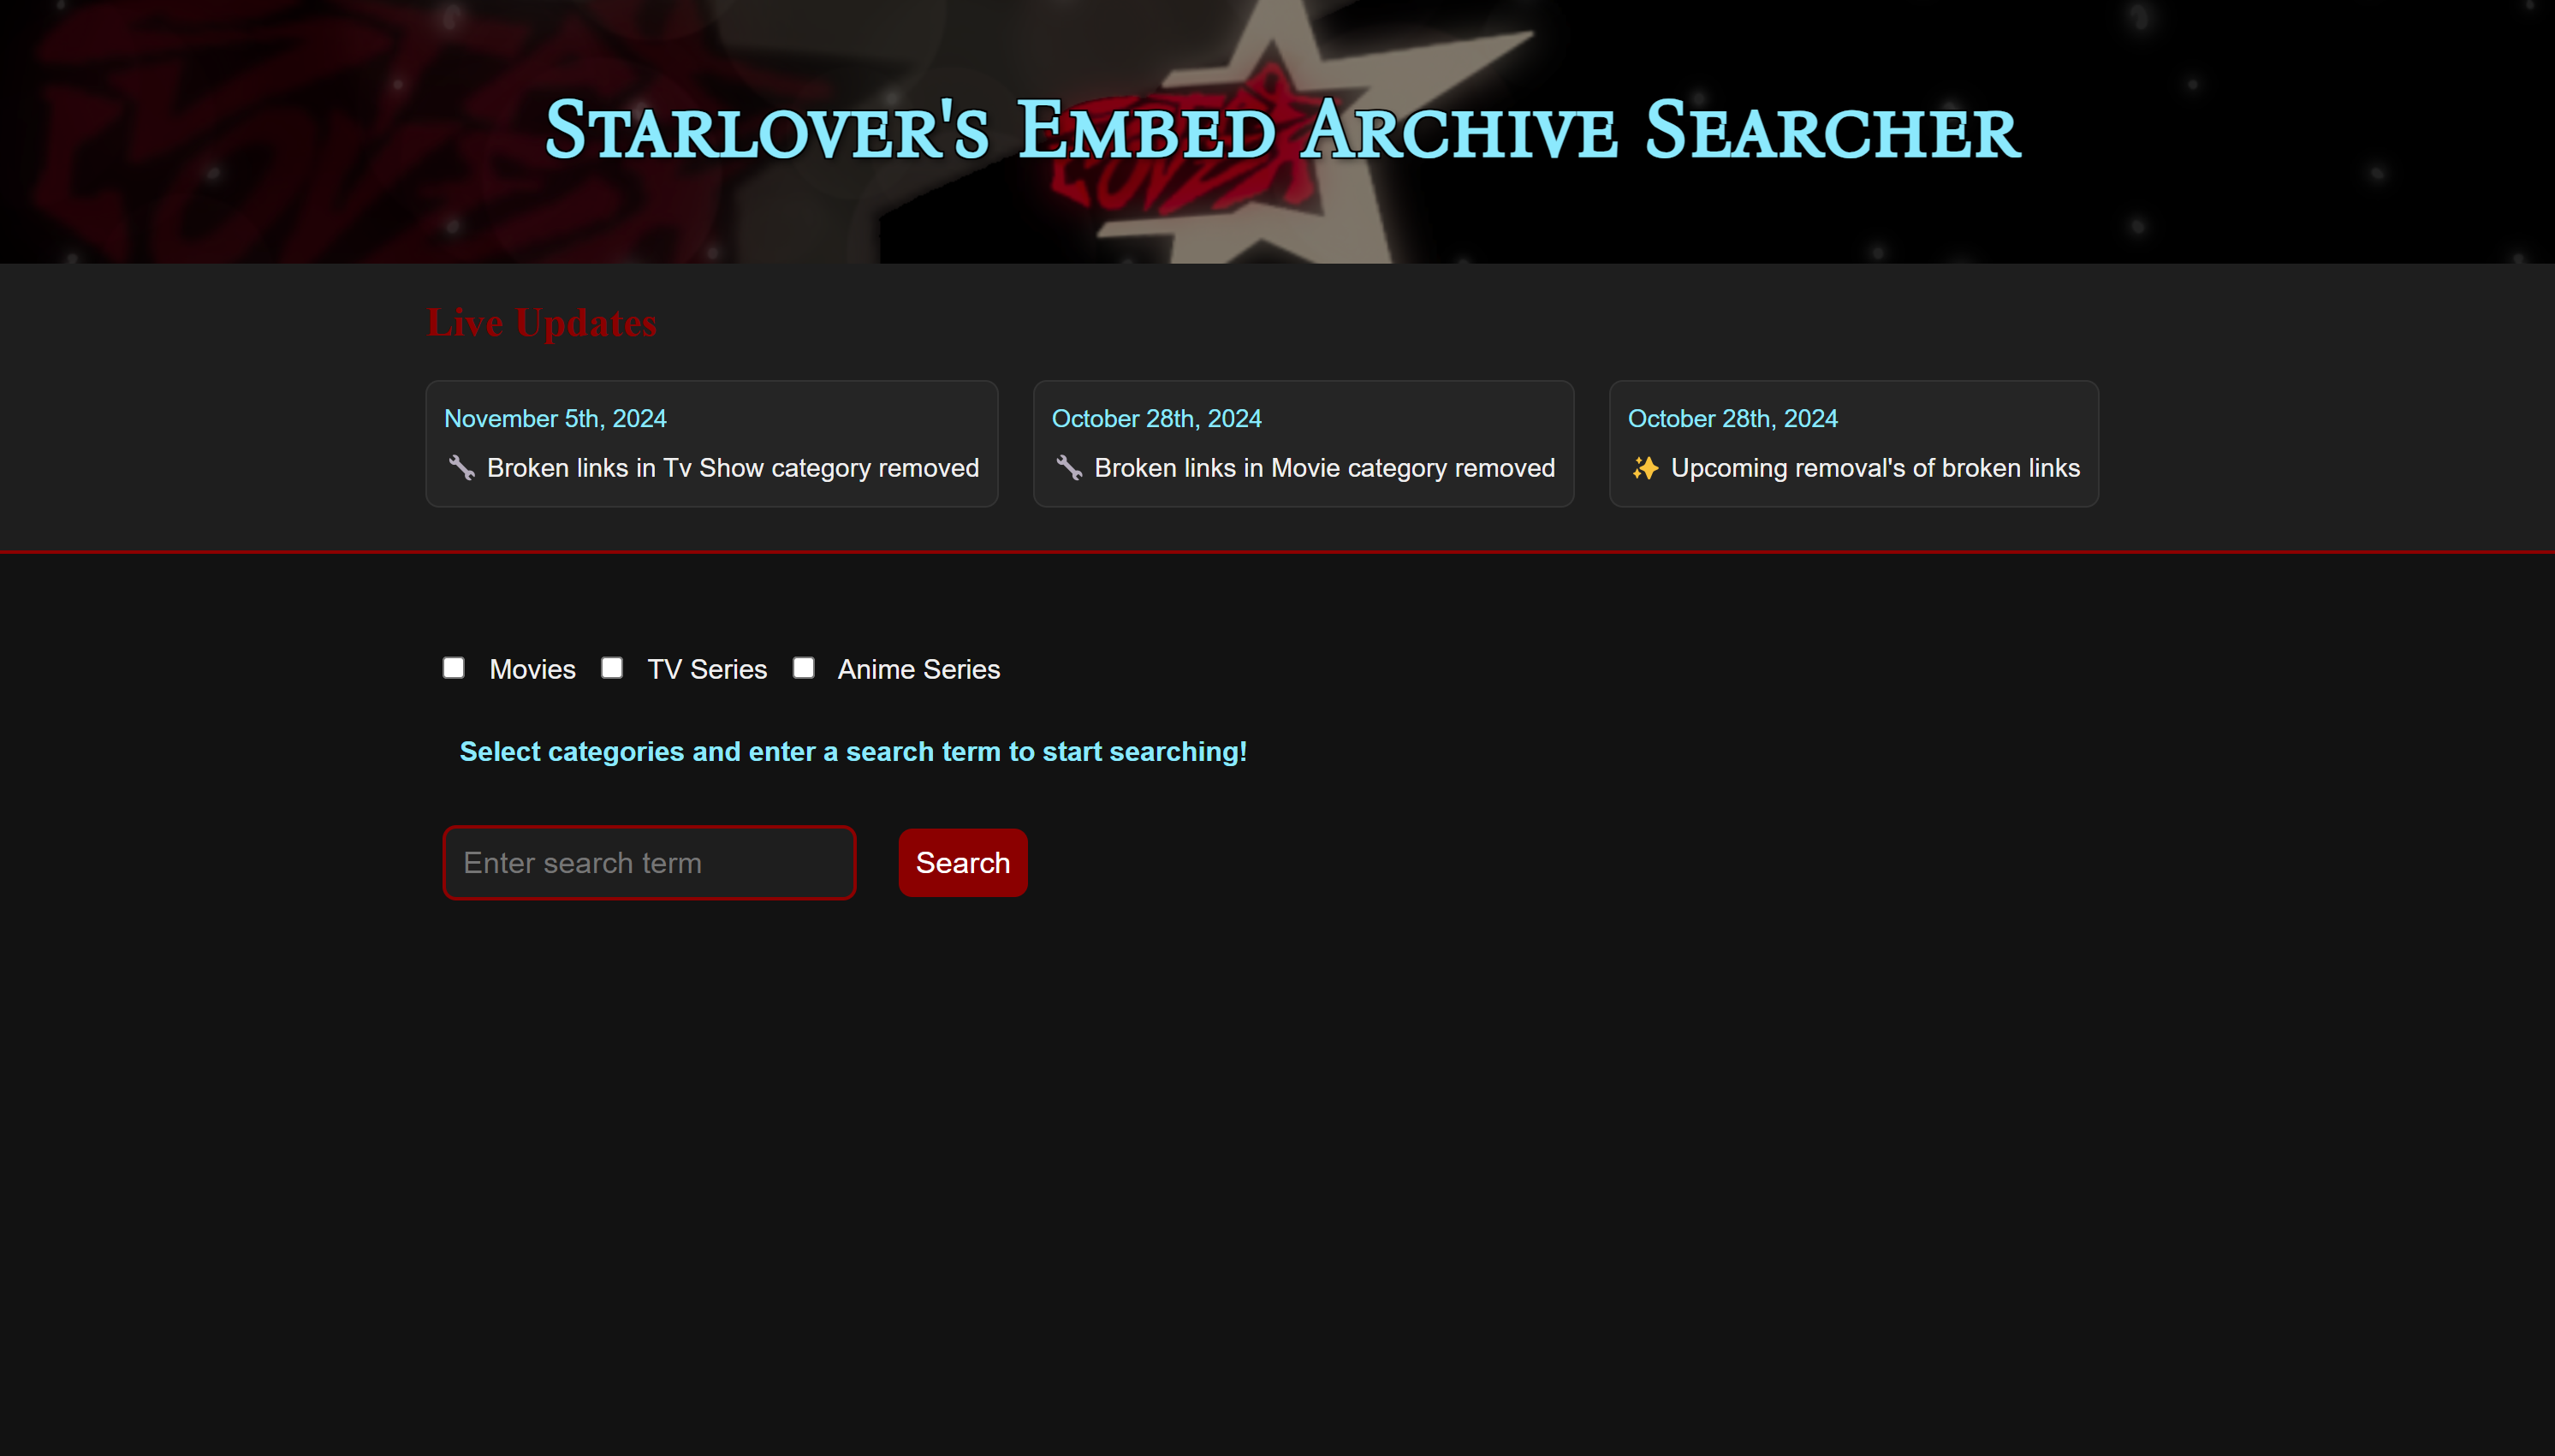 Starlover's Embed Archive Searcher
Live Updates
November 5th, 2024
🔧 Broken links in Tv Show category removed
October 28th, 2024
🔧 Broken links in Movie category removed
October 28th, 2024
✨ Upcoming removal's of broken links
Movies TV Series Anime Series
Select categories and enter a search term to start searching!
Enter search term Search